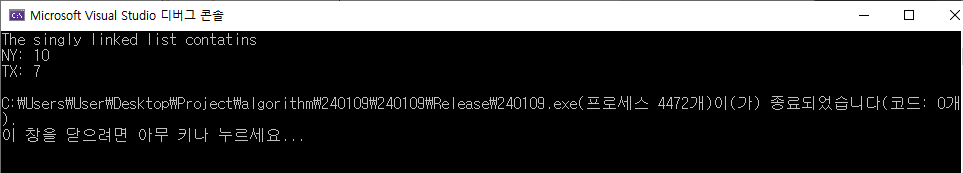 Microsoft Visual Studio 디버그 콘솔
The singly linked list contatins
NY: 10
TX: 7
C:₩Users₩User₩Desktop₩Project₩algorithm₩240109₩240109₩Release₩240109.exe(프로세스 4472개)이(가) 종료되었습니다(코드: 0개
).
이 창을 닫으려면 아무 키나 누르세요...